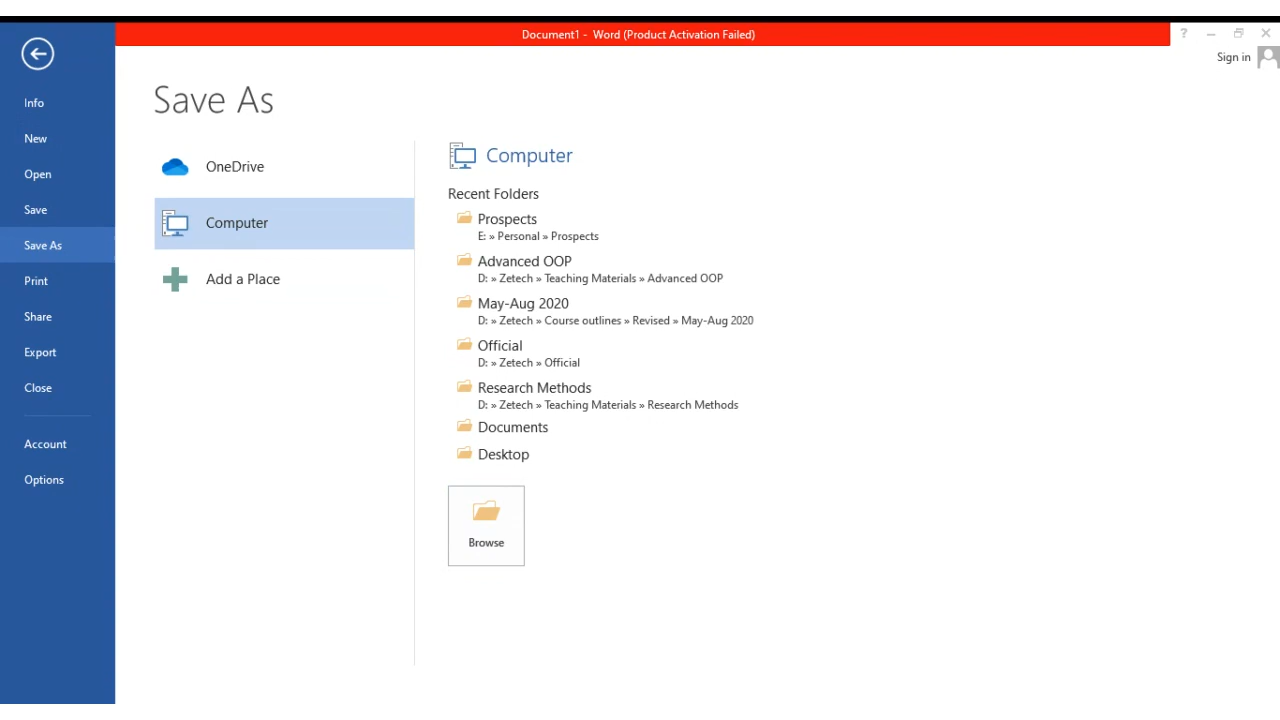 Document1 - Word (Product Activation Failed)
?
Sign in
Info
New
Open
Save
Save As
Print
Share
Export
Close
Account
Options
Save As
OneDrive
Computer
Add a Place
Computer
Recent Folders
Prospects
E: » Personal » Prospects
Advanced OOP
D: » Zetech » Teaching Materials » Advanced OOP
May-Aug 2020
D: » Zetech » Course outlines » Revised » May-Aug 2020
Official
D: » Zetech » Official
Research Methods
D: » Zetech » Teaching Materials » Research Methods
Documents
Desktop
Browse